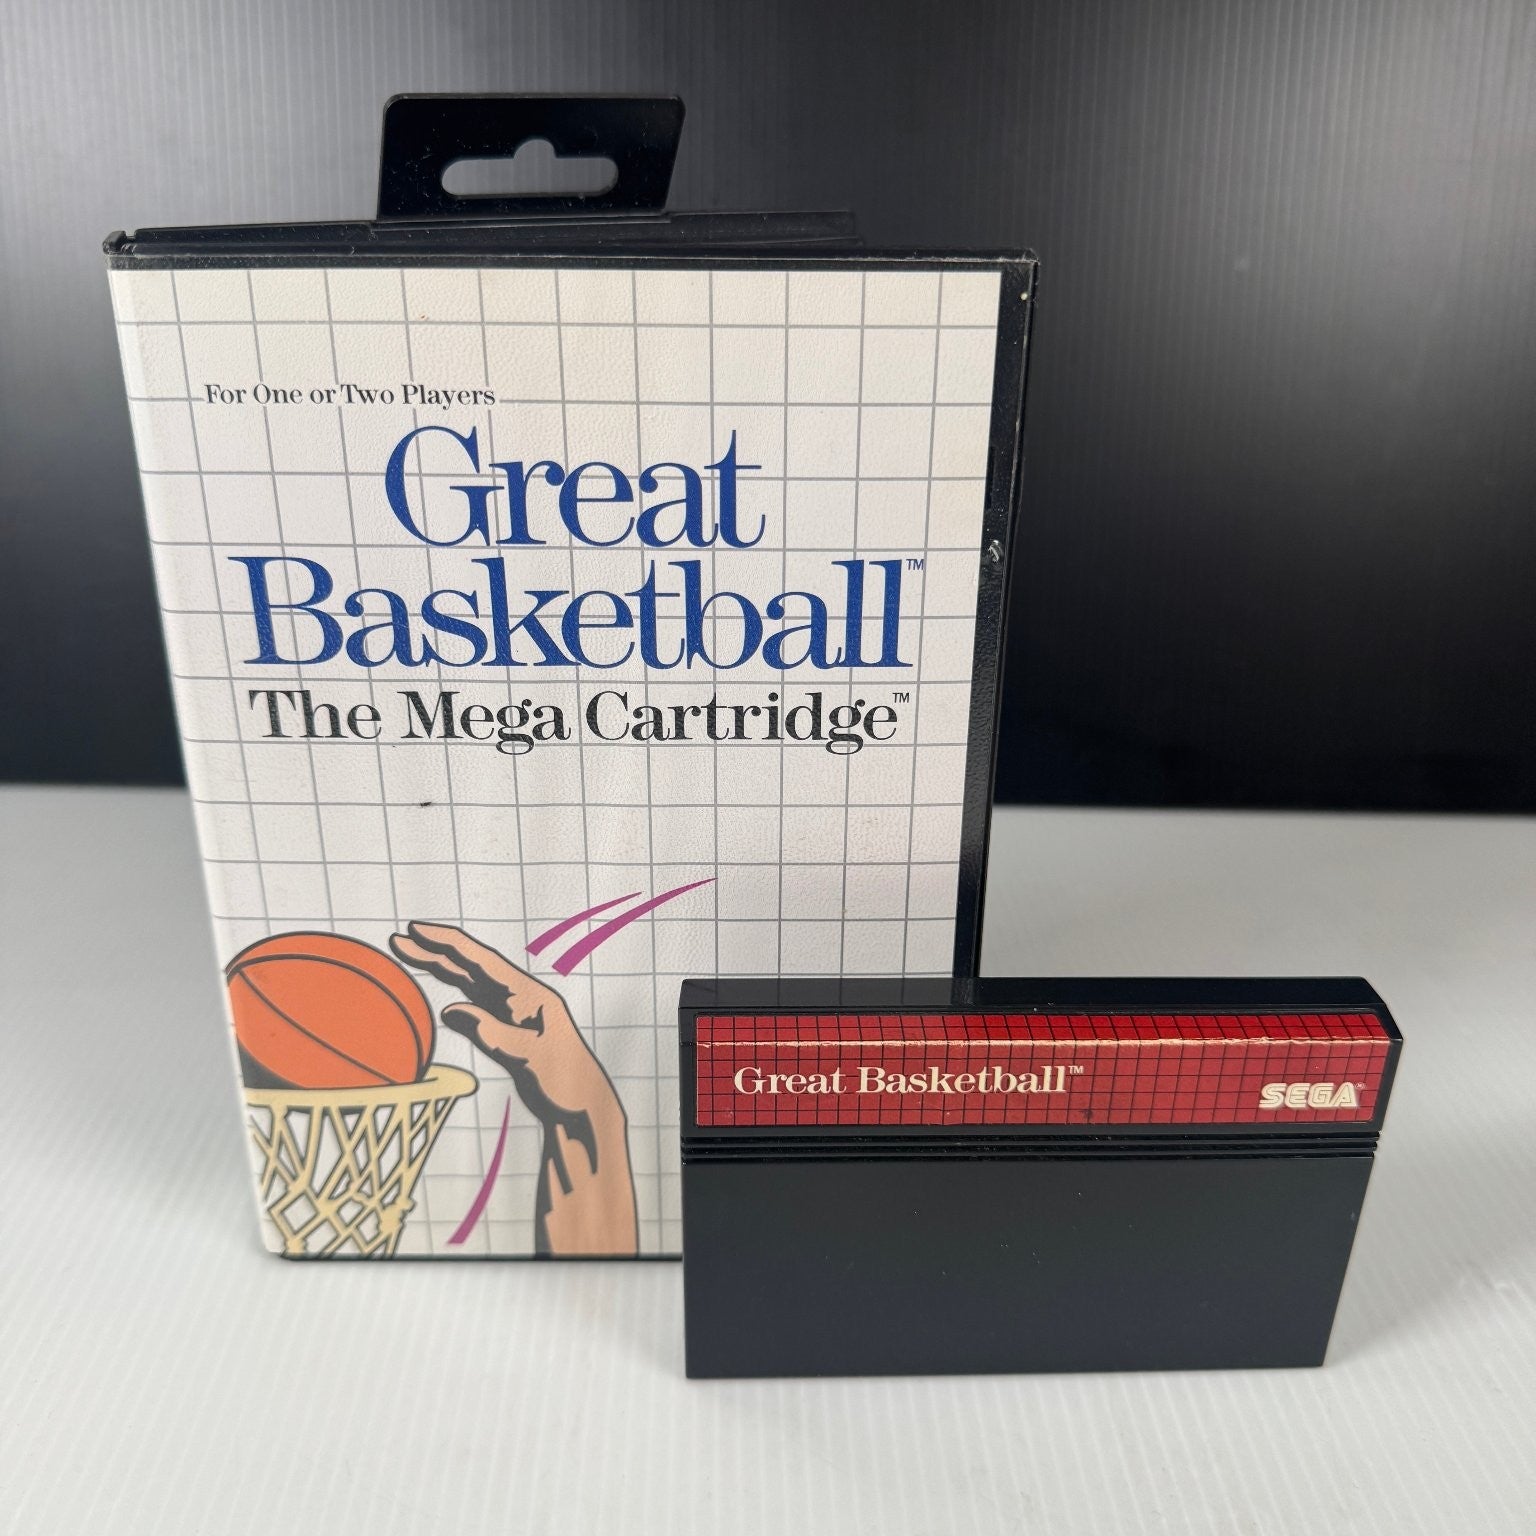 For One or Two Players
Great
Basketball™
The Mega Cartridge™
Great Basketball™
SEGA